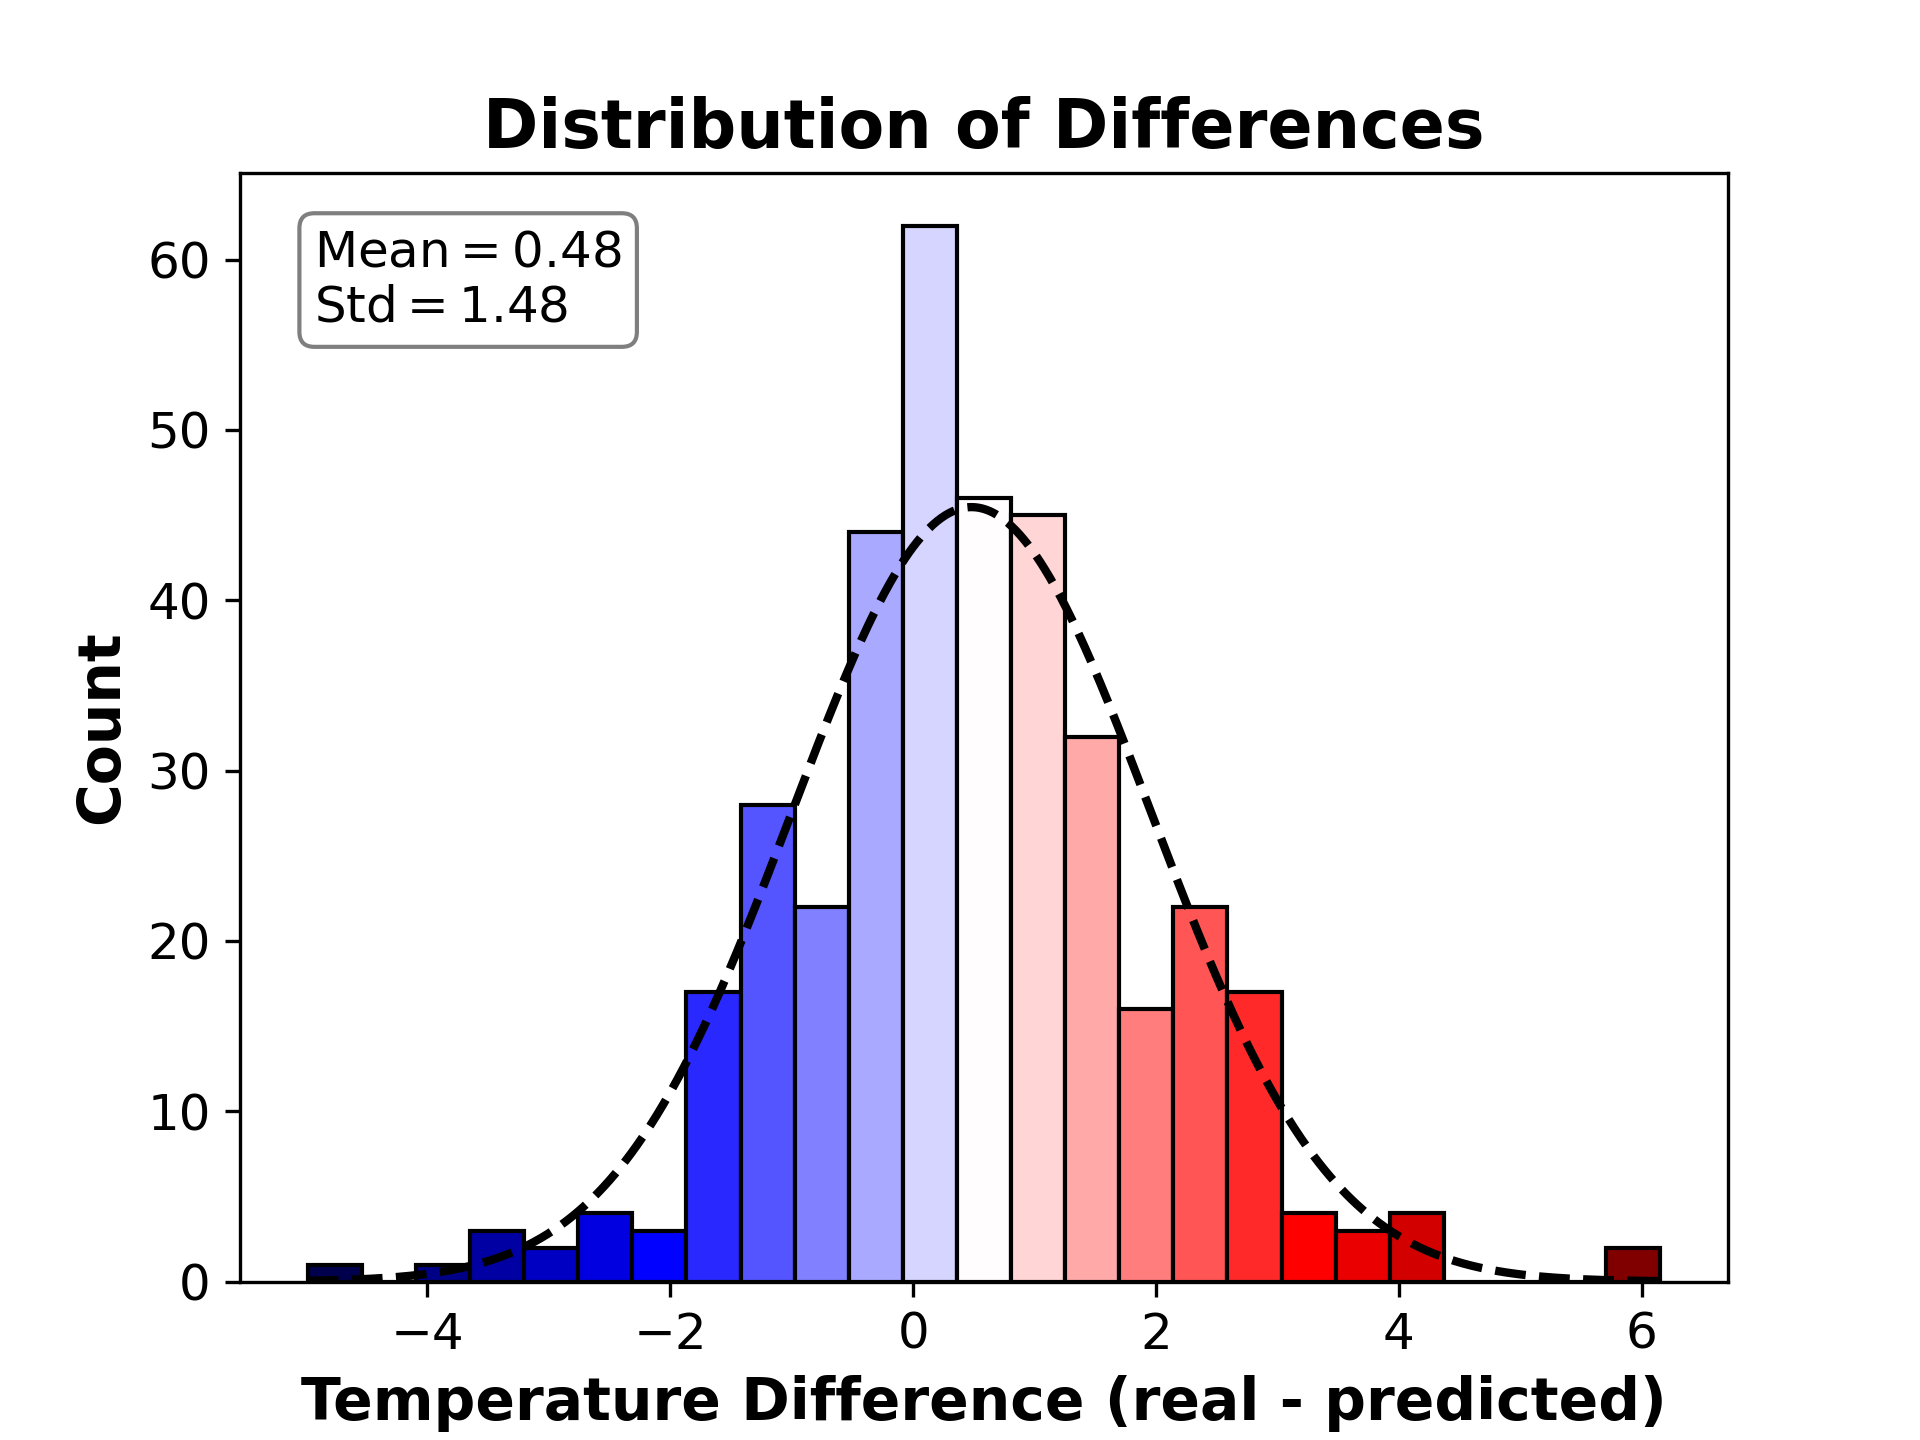 Distribution of Differences
Mean = 0.48
Std = 1.48
60
50
40
30
20
10
0
Count
−4 −2 0 2 4 6
Temperature Difference (real - predicted)